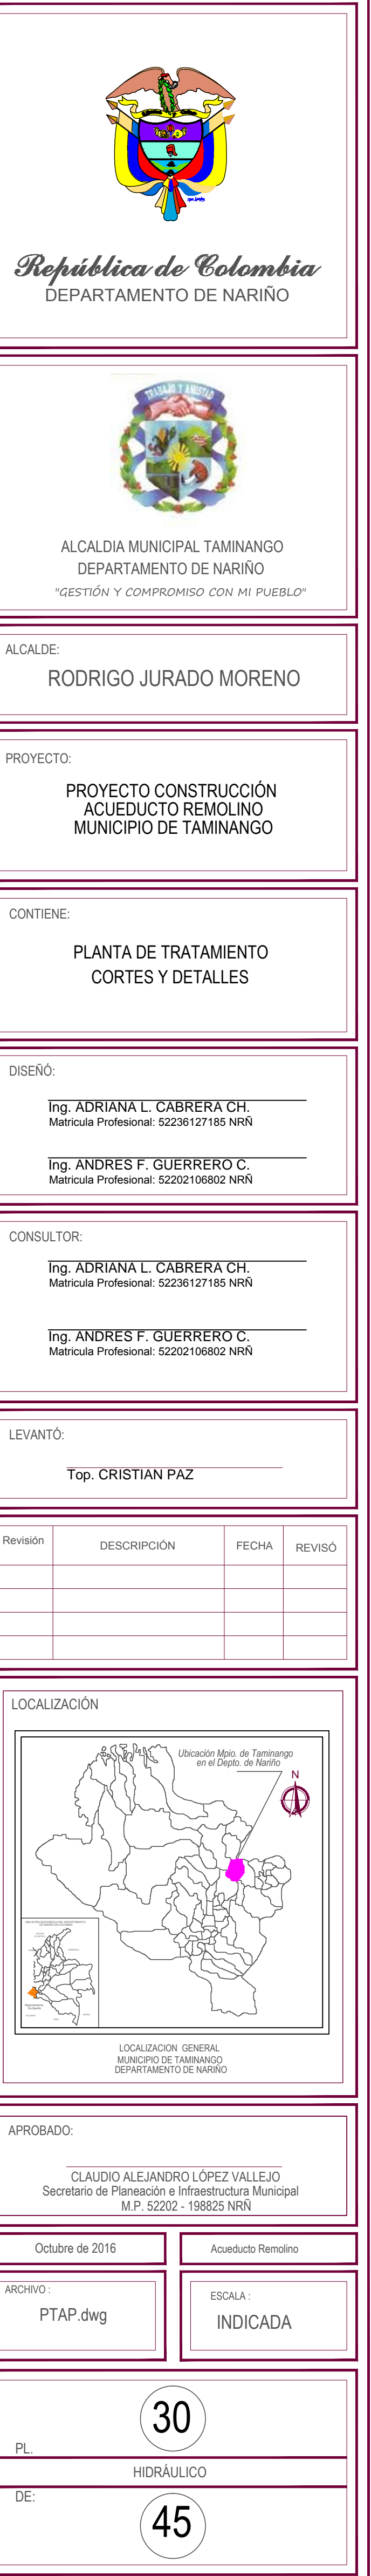 República de Colombia
DEPARTAMENTO DE NARIÑO
TRABAJO Y AMISTAD
ALCALDIA MUNICIPAL TAMINANGO
DEPARTAMENTO DE NARIÑO
"GESTIÓN Y COMPROMISO CON MI PUEBLO"
ALCALDE:
RODRIGO JURADO MORENO
PROYECTO:
PROYECTO CONSTRUCCIÓN
ACUEDUCTO REMOLINO
MUNICIPIO DE TAMINANGO
CONTIENE:
PLANTA DE TRATAMIENTO
CORTES Y DETALLES
DISEÑÓ:
Ing. ADRIANA L. CABRERA CH.
Matricula Profesional: 52236127185 NRÑ
Ing. ANDRES F. GUERRERO C.
Matricula Profesional: 52202106802 NRÑ
CONSULTOR:
Ing. ADRIANA L. CABRERA CH.
Matricula Profesional: 52236127185 NRÑ
Ing. ANDRES F. GUERRERO C.
Matricula Profesional: 52202106802 NRÑ
LEVANTÓ:
Top. CRISTIAN PAZ
Revisión DESCRIPCIÓN FECHA REVISÓ
LOCALIZACIÓN
Ubicación Mpio. de Taminango
en el Depto. de Nariño
N
LOCALIZACION GENERAL
MUNICIPIO DE TAMINANGO
DEPARTAMENTO DE NARIÑO
APROBADO:
CLAUDIO ALEJANDRO LÓPEZ VALLEJO
Secretario de Planeación e Infraestructura Municipal
M.P. 52202 - 198825 NRÑ
Octubre de 2016
Acueducto Remolino
ARCHIVO :
PTAP.dwg
ESCALA :
INDICADA
30
PL.
HIDRÁULICO
DE:
45